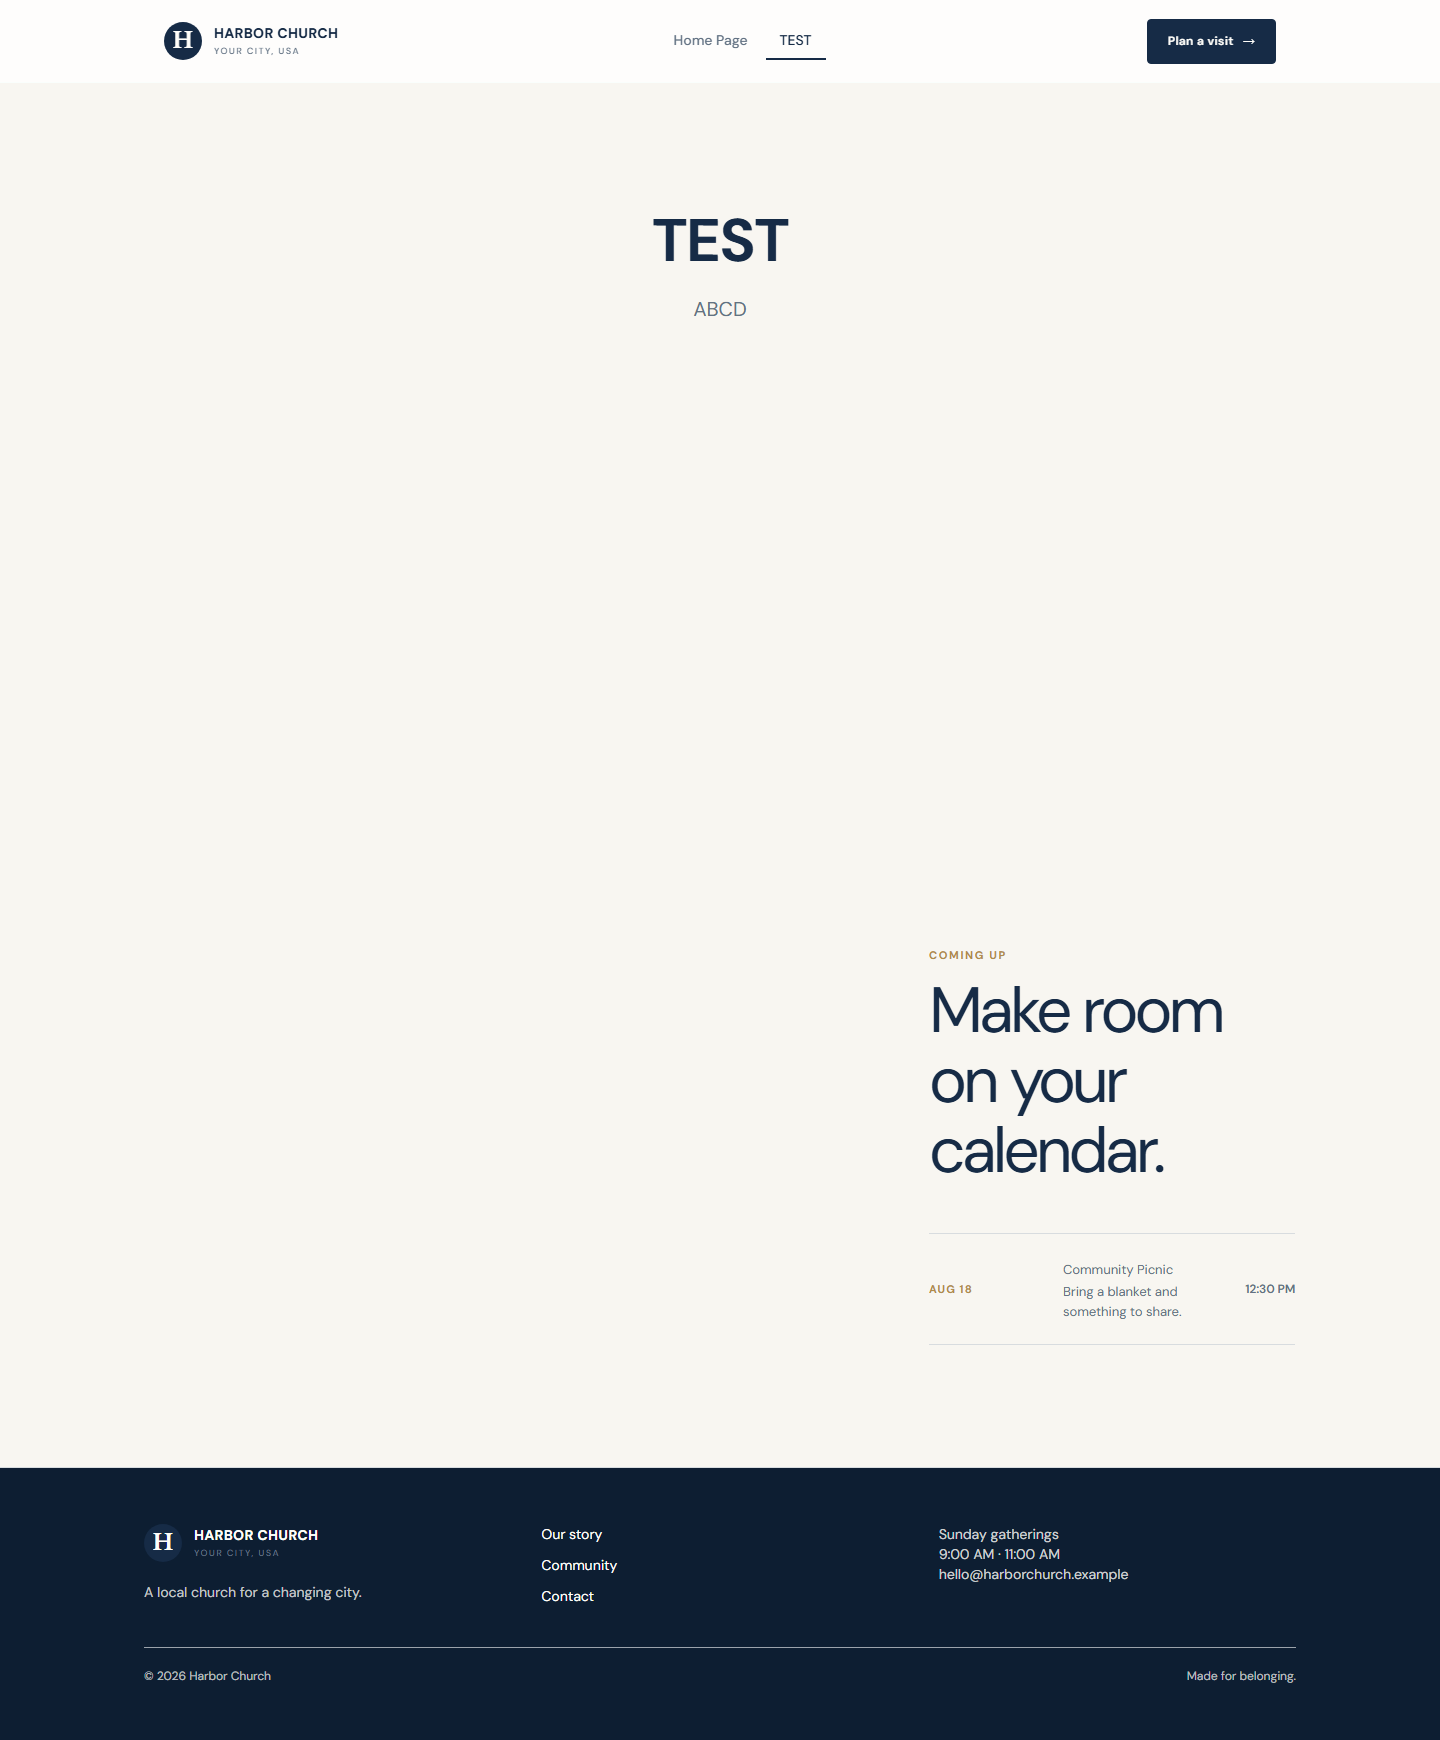 H
HARBOR CHURCH
YOUR CITY, USA
Home Page
TEST
Plan a visit →
TEST
ABCD
COMING UP
Make room
on your
calendar.
AUG 18
Community Picnic
Bring a blanket and
something to share.
12:30 PM
H
HARBOR CHURCH
YOUR CITY, USA
A local church for a changing city.
Our story
Community
Contact
Sunday gatherings
9:00 AM · 11:00 AM
hello@harborchurch.example
© 2026 Harbor Church
Made for belonging.